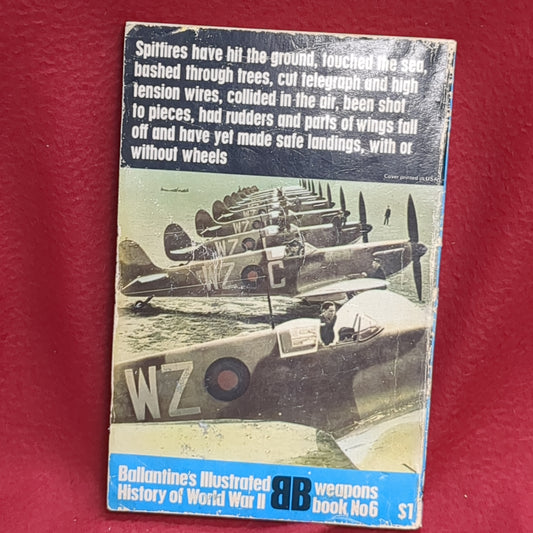 Spitfires have hit the ground, touched the sea,
bashed through trees, cut telegraph and high
tension wires, collided in the air, been shot
to pieces, had rudders and parts of wings fall
off and have yet made safe landings, with or
without wheels
Cover printed in USA
WZ
WZ C
WZ
Ballantine's Illustrated
History of World War II
BB
weapons
book, No6
$1